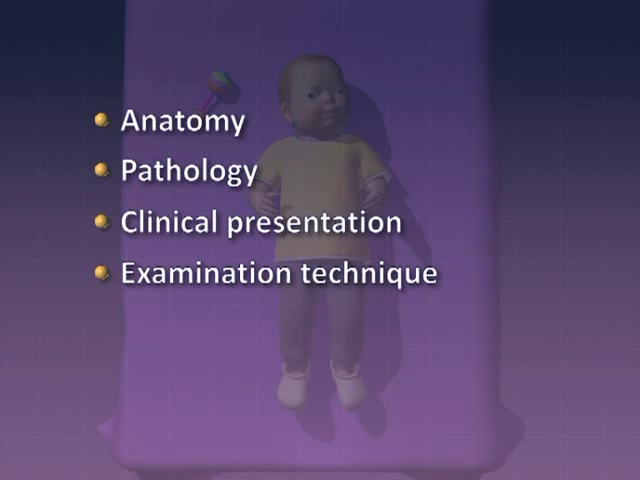 Anatomy
Pathology
Clinical presentation
Examination technique